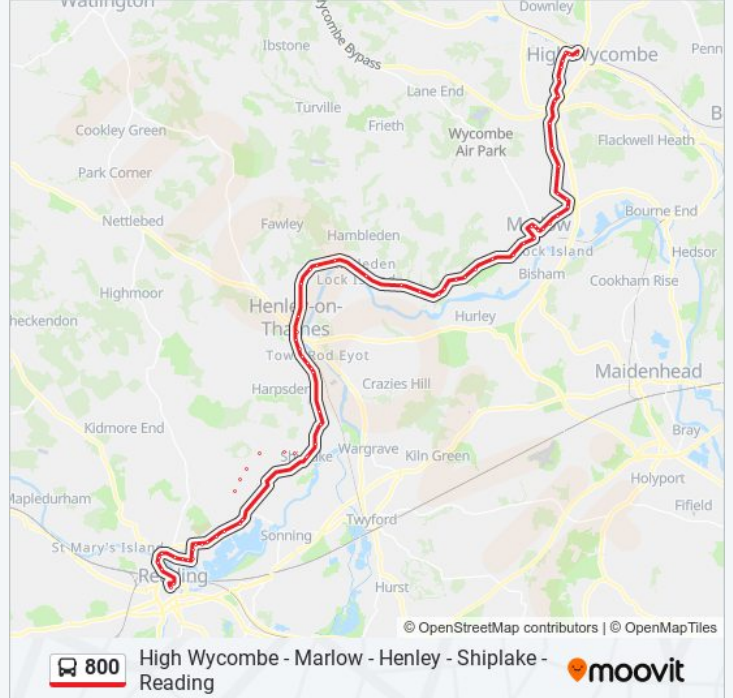 Watlington
Downley
Wycombe Bypass
Ibstone
High Wycombe
Penn
Lane End
Turville
Frieth
Cookley Green
Wycombe
Air Park
Flackwell Heath
Park Corner
Nettlebed
Fawley
Hambleden
Bourne End
Lock Island
Hedsor
Bisham
Cookham Rise
Highmoor
Henley-on-
Thames
Hurley
Rod Eyot
Maidenhead
Harpsden
Crazies Hill
Kidmore End
Bray
Wargrave
Kiln Green
Holyport
Mapledurham
Fifield
Twyford
Sonning
St Mary's Island
Reading
Hurst
© OpenStreetMap contributors | © OpenMapTiles
800
High Wycombe - Marlow - Henley - Shiplake -
Reading
moovit